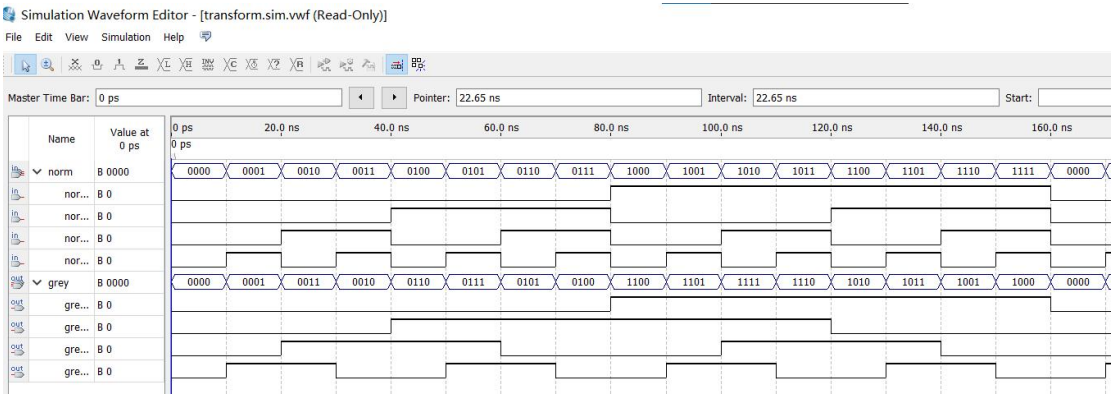 Simulation Waveform Editor - [transform.sim.vwf (Read-Only)]
File Edit View Simulation Help
Master Time Bar: 0 ps Pointer: 22.65 ns Interval: 22.65 ns Start:
Name Value at 0 ps
0 ps 20.0 ns 40.0 ns 60.0 ns 80.0 ns 100.0 ns 120.0 ns 140.0 ns 160.0 ns
0 ps
norm B 0000 0000 0001 0010 0011 0100 0101 0110 0111 1000 1001 1010 1011 1100 1101 1110 1111 0000
nor... B 0
nor... B 0
nor... B 0
nor... B 0
grey B 0000 0000 0001 0011 0010 0110 0111 0101 0100 1100 1101 1111 1110 1010 1011 1001 1000 0000
gre... B 0
gre... B 0
gre... B 0
gre... B 0